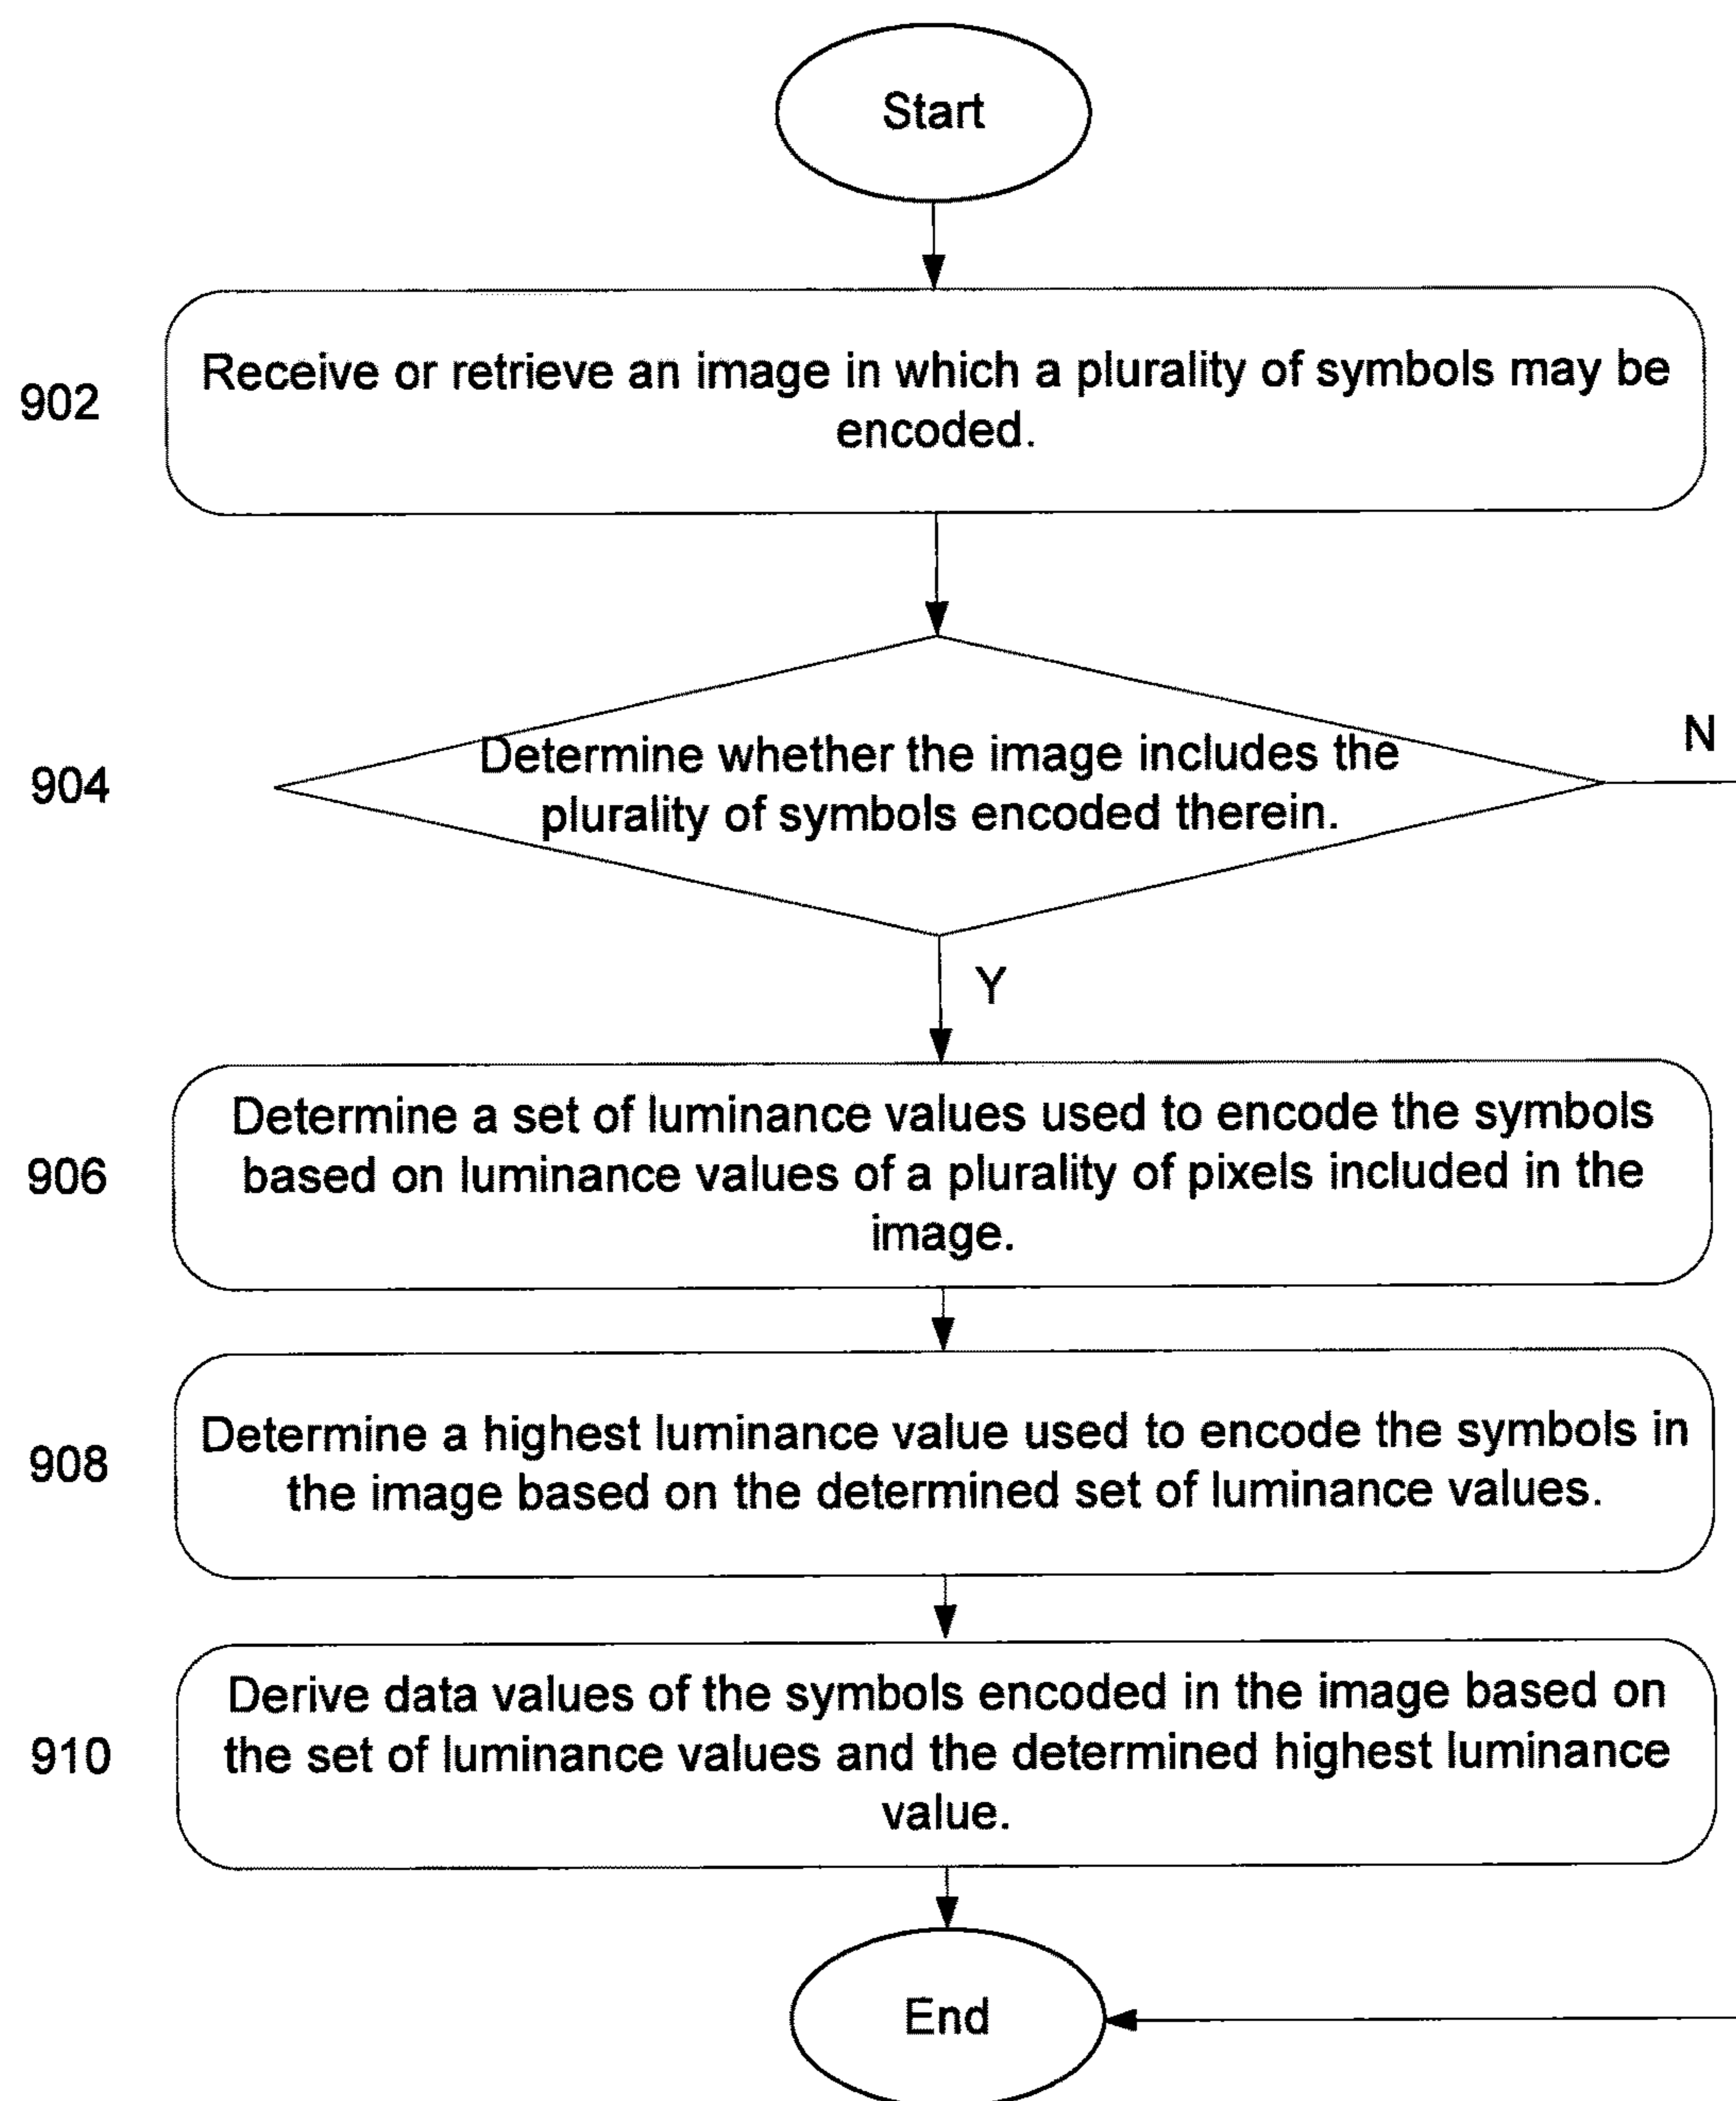 Start
902
Receive or retrieve an image in which a plurality of symbols may be
encoded.
904
Determine whether the image includes the
plurality of symbols encoded therein.
N
Y
906
Determine a set of luminance values used to encode the symbols
based on luminance values of a plurality of pixels included in the
image.
908
Determine a highest luminance value used to encode the symbols in
the image based on the determined set of luminance values.
910
Derive data values of the symbols encoded in the image based on
the set of luminance values and the determined highest luminance
value.
End